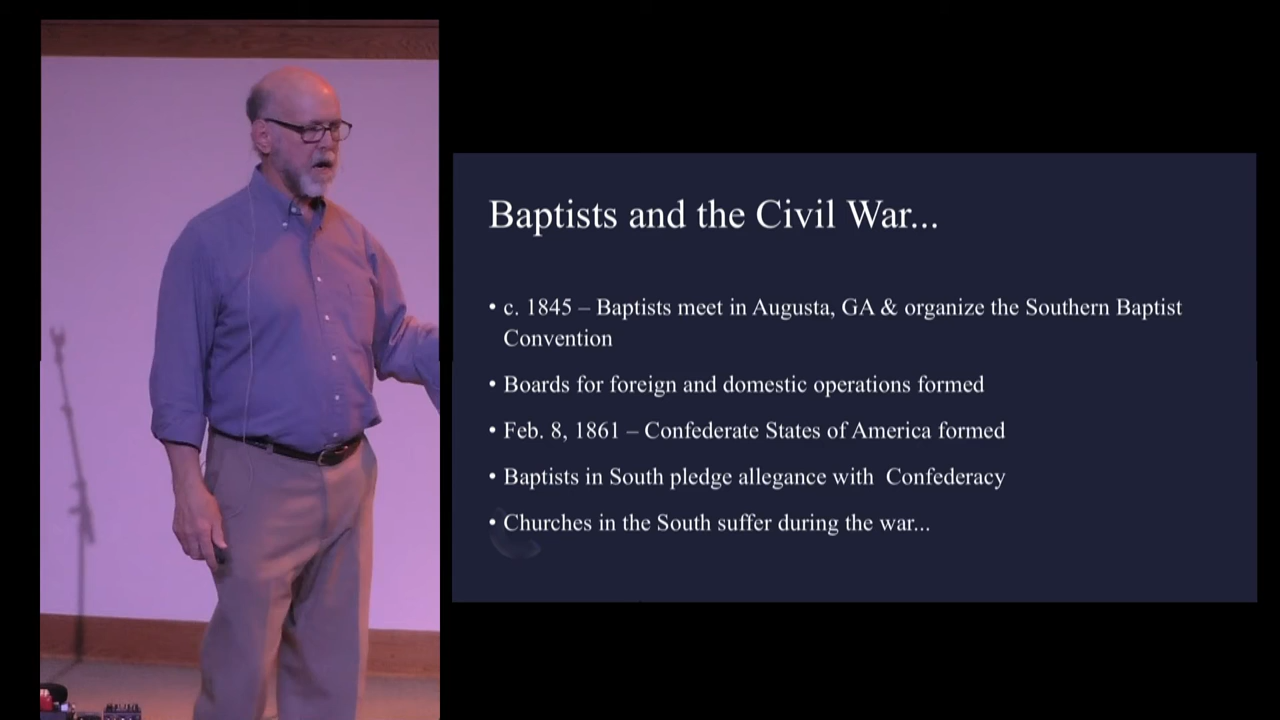 Baptists and the Civil War...
• c. 1845 – Baptists meet in Augusta, GA & organize the Southern Baptist
Convention
• Boards for foreign and domestic operations formed
• Feb. 8, 1861 – Confederate States of America formed
• Baptists in South pledge allegance with  Confederacy
• Churches in the South suffer during the war...